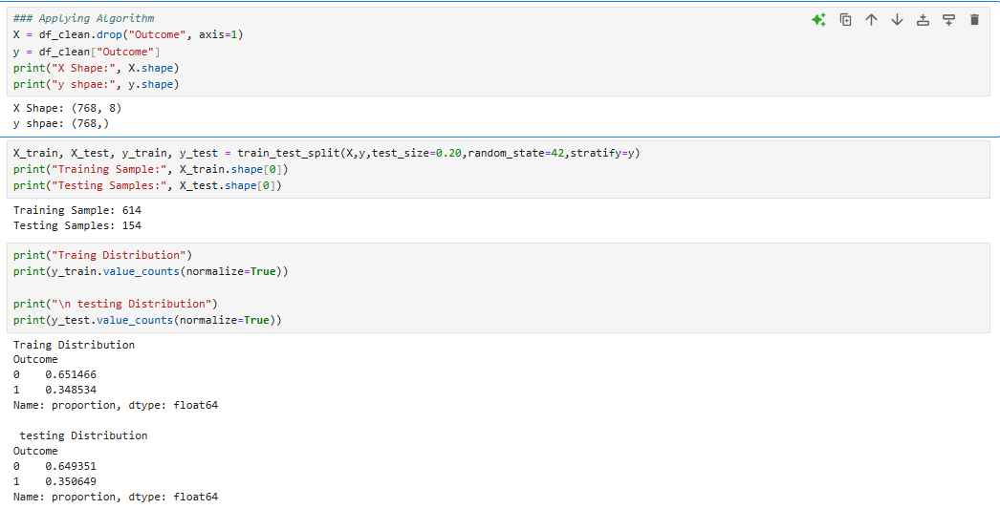 ### Applying Algorithm
X = df_clean.drop("Outcome", axis=1)
y = df_clean["Outcome"]
print("X Shape:", X.shape)
print("y shpae:", y.shape)
X Shape: (768, 8)
y shpae: (768,)
X_train, X_test, y_train, y_test = train_test_split(X,y,test_size=0.20,random_state=42,stratify=y)
print("Training Sample:", X_train.shape[0])
print("Testing Samples:", X_test.shape[0])
Training Sample: 614
Testing Samples: 154
print("Traing Distribution")
print(y_train.value_counts(normalize=True))
print("\n testing Distribution")
print(y_test.value_counts(normalize=True))
Traing Distribution
Outcome
0    0.651466
1    0.348534
Name: proportion, dtype: float64
 testing Distribution
Outcome
0    0.649351
1    0.350649
Name: proportion, dtype: float64